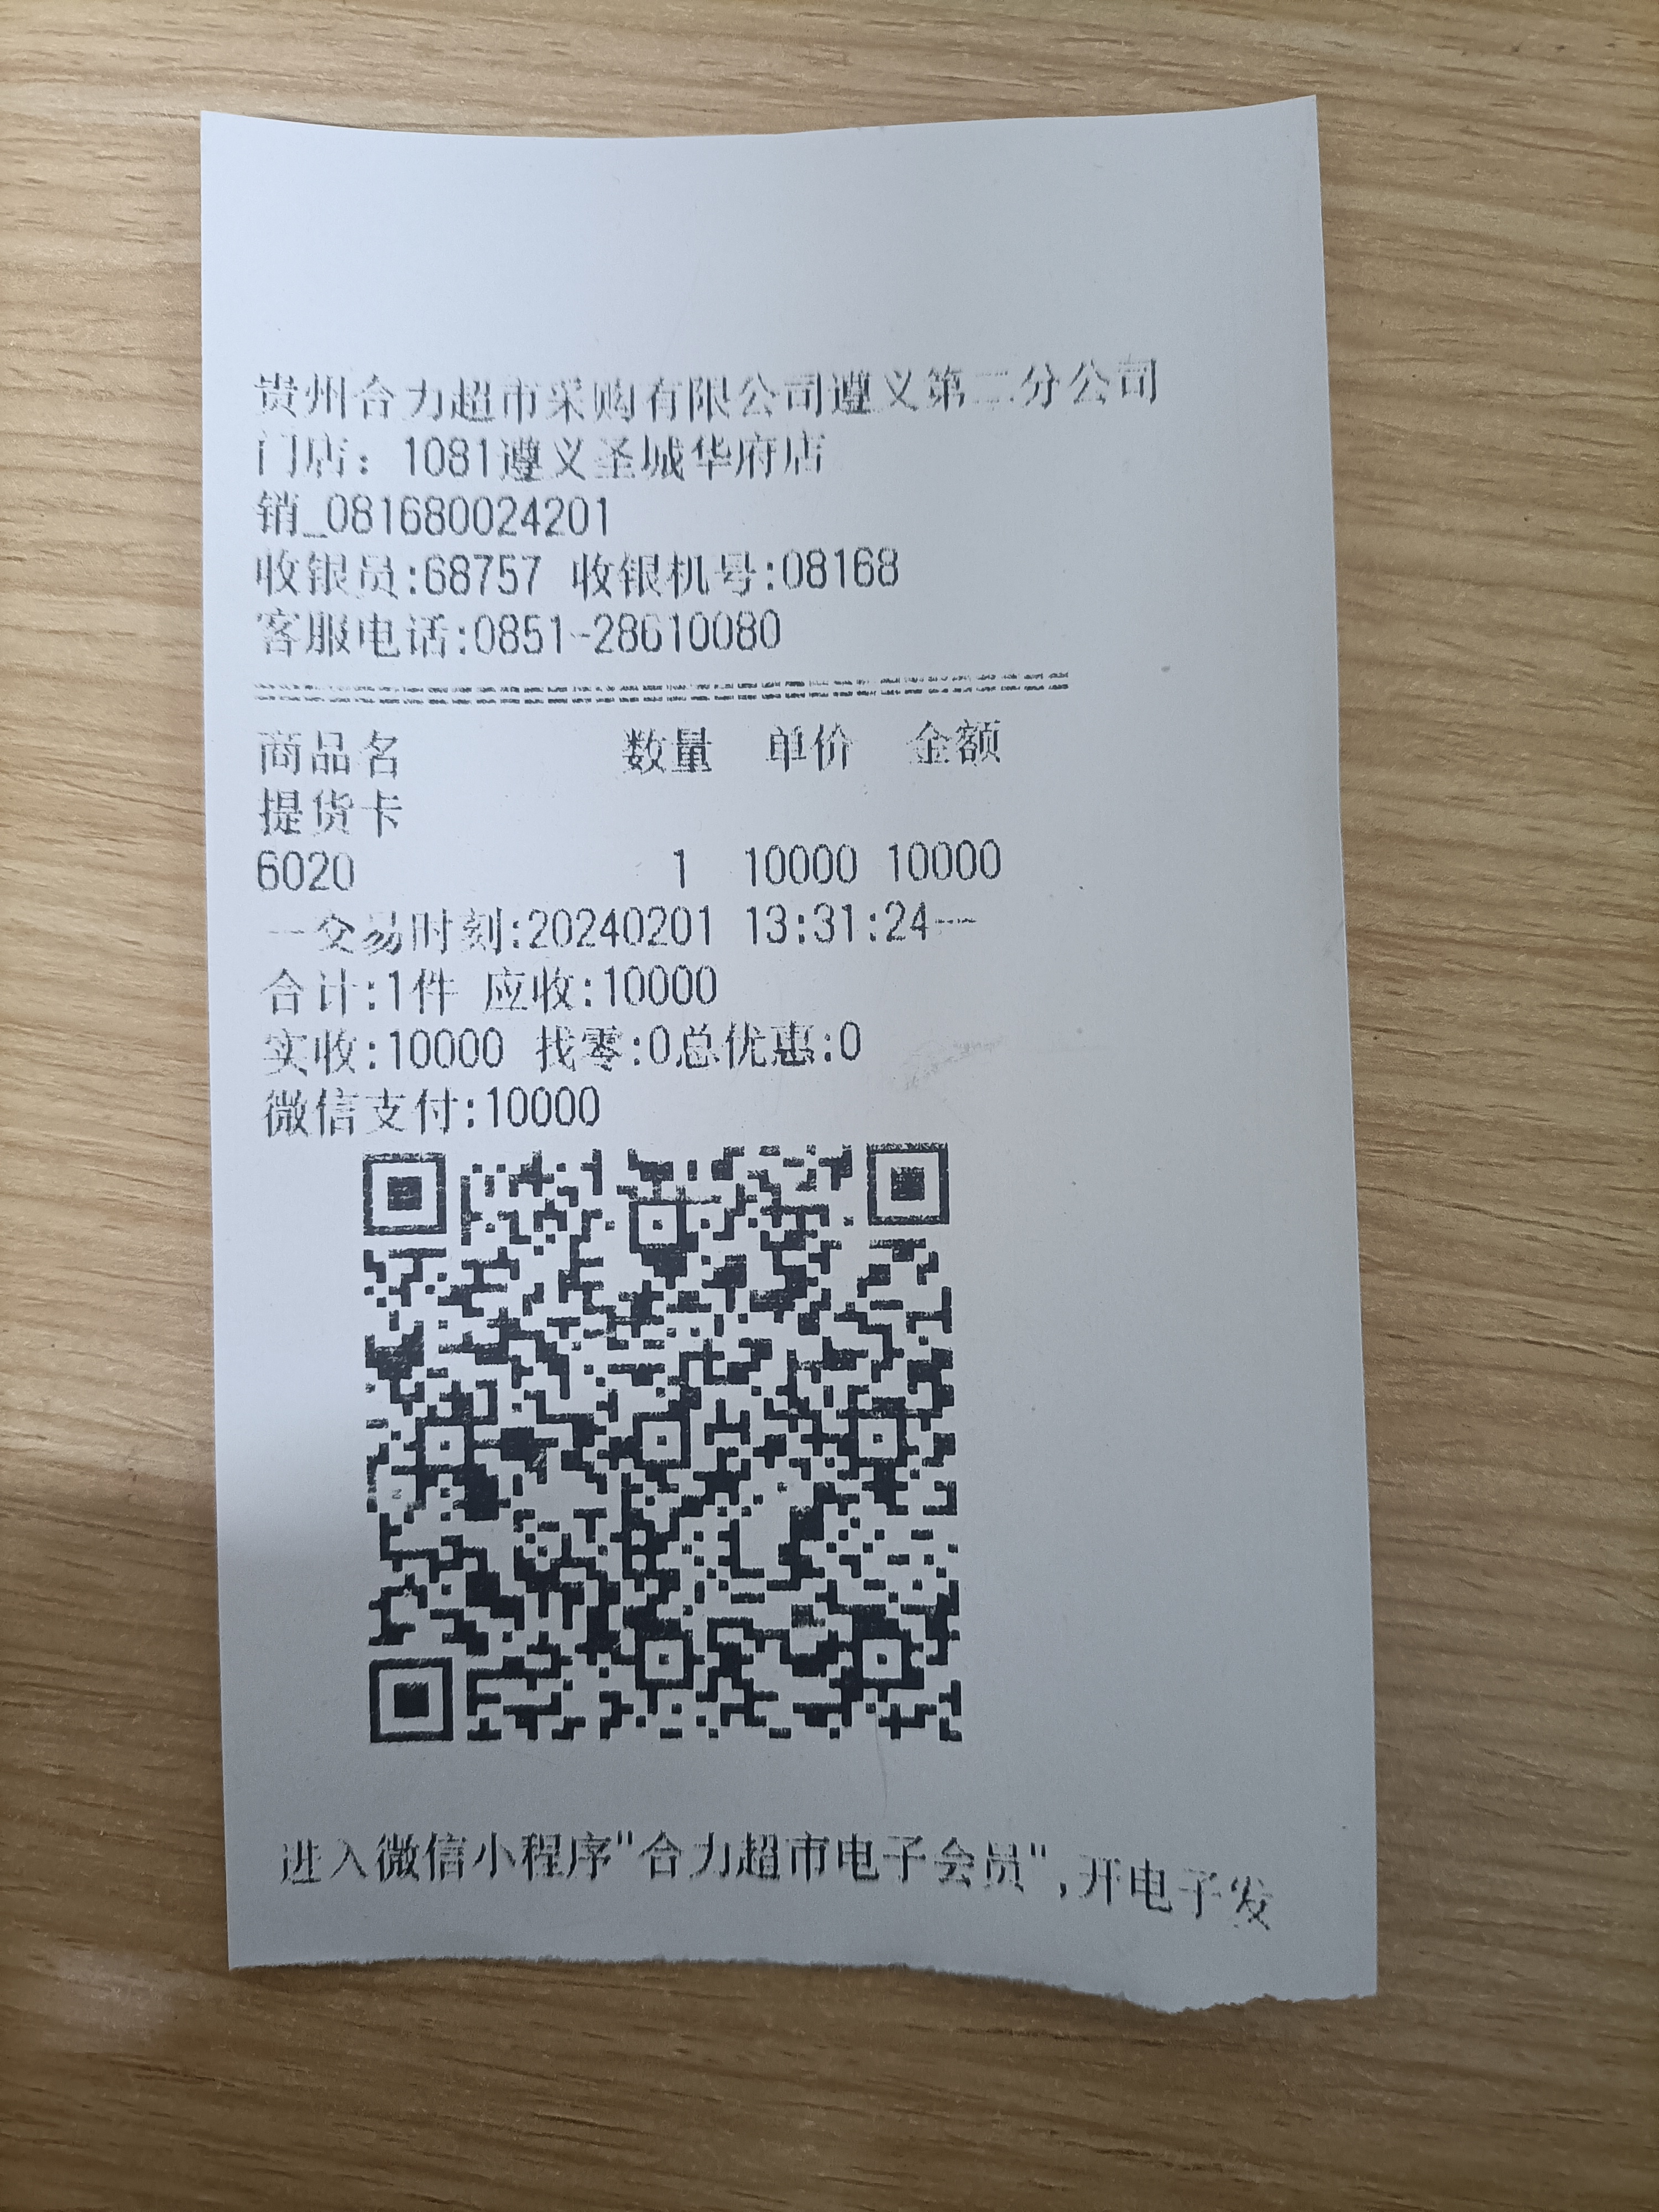 贵州合力超市采购有限公司遵义第二分公司
门店：1081遵义圣城华府店
销_081680024201
收银员:68757 收银机号:08168
客服电话:0851-28610080
================================
商品名 数量 单价 金额
提货卡
6020 1 10000 10000
--交易时刻:20240201 13:31:24--
合计:1件 应收:10000
实收:10000 找零:0总优惠:0
微信支付:10000
进入微信小程序"合力超市电子会员",开电子发